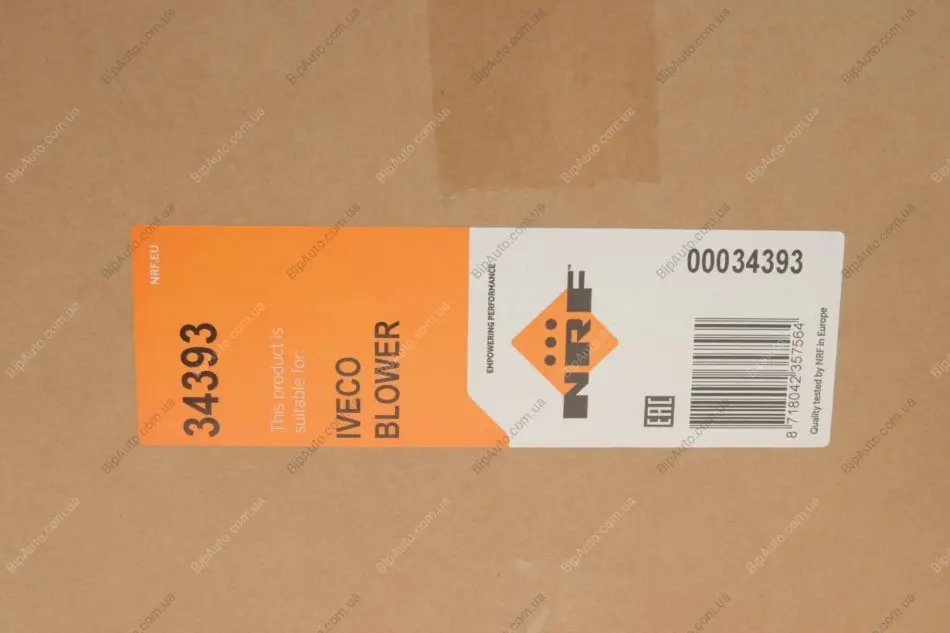 NRF.EU
34393
This product is
suitable for:
IVECO
BLOWER
EMPOWERING PERFORMANCE
NRF™
EAC
00034393
8 718042 357564
Quality tested by NRF in Europe
BipAuto.com.ua